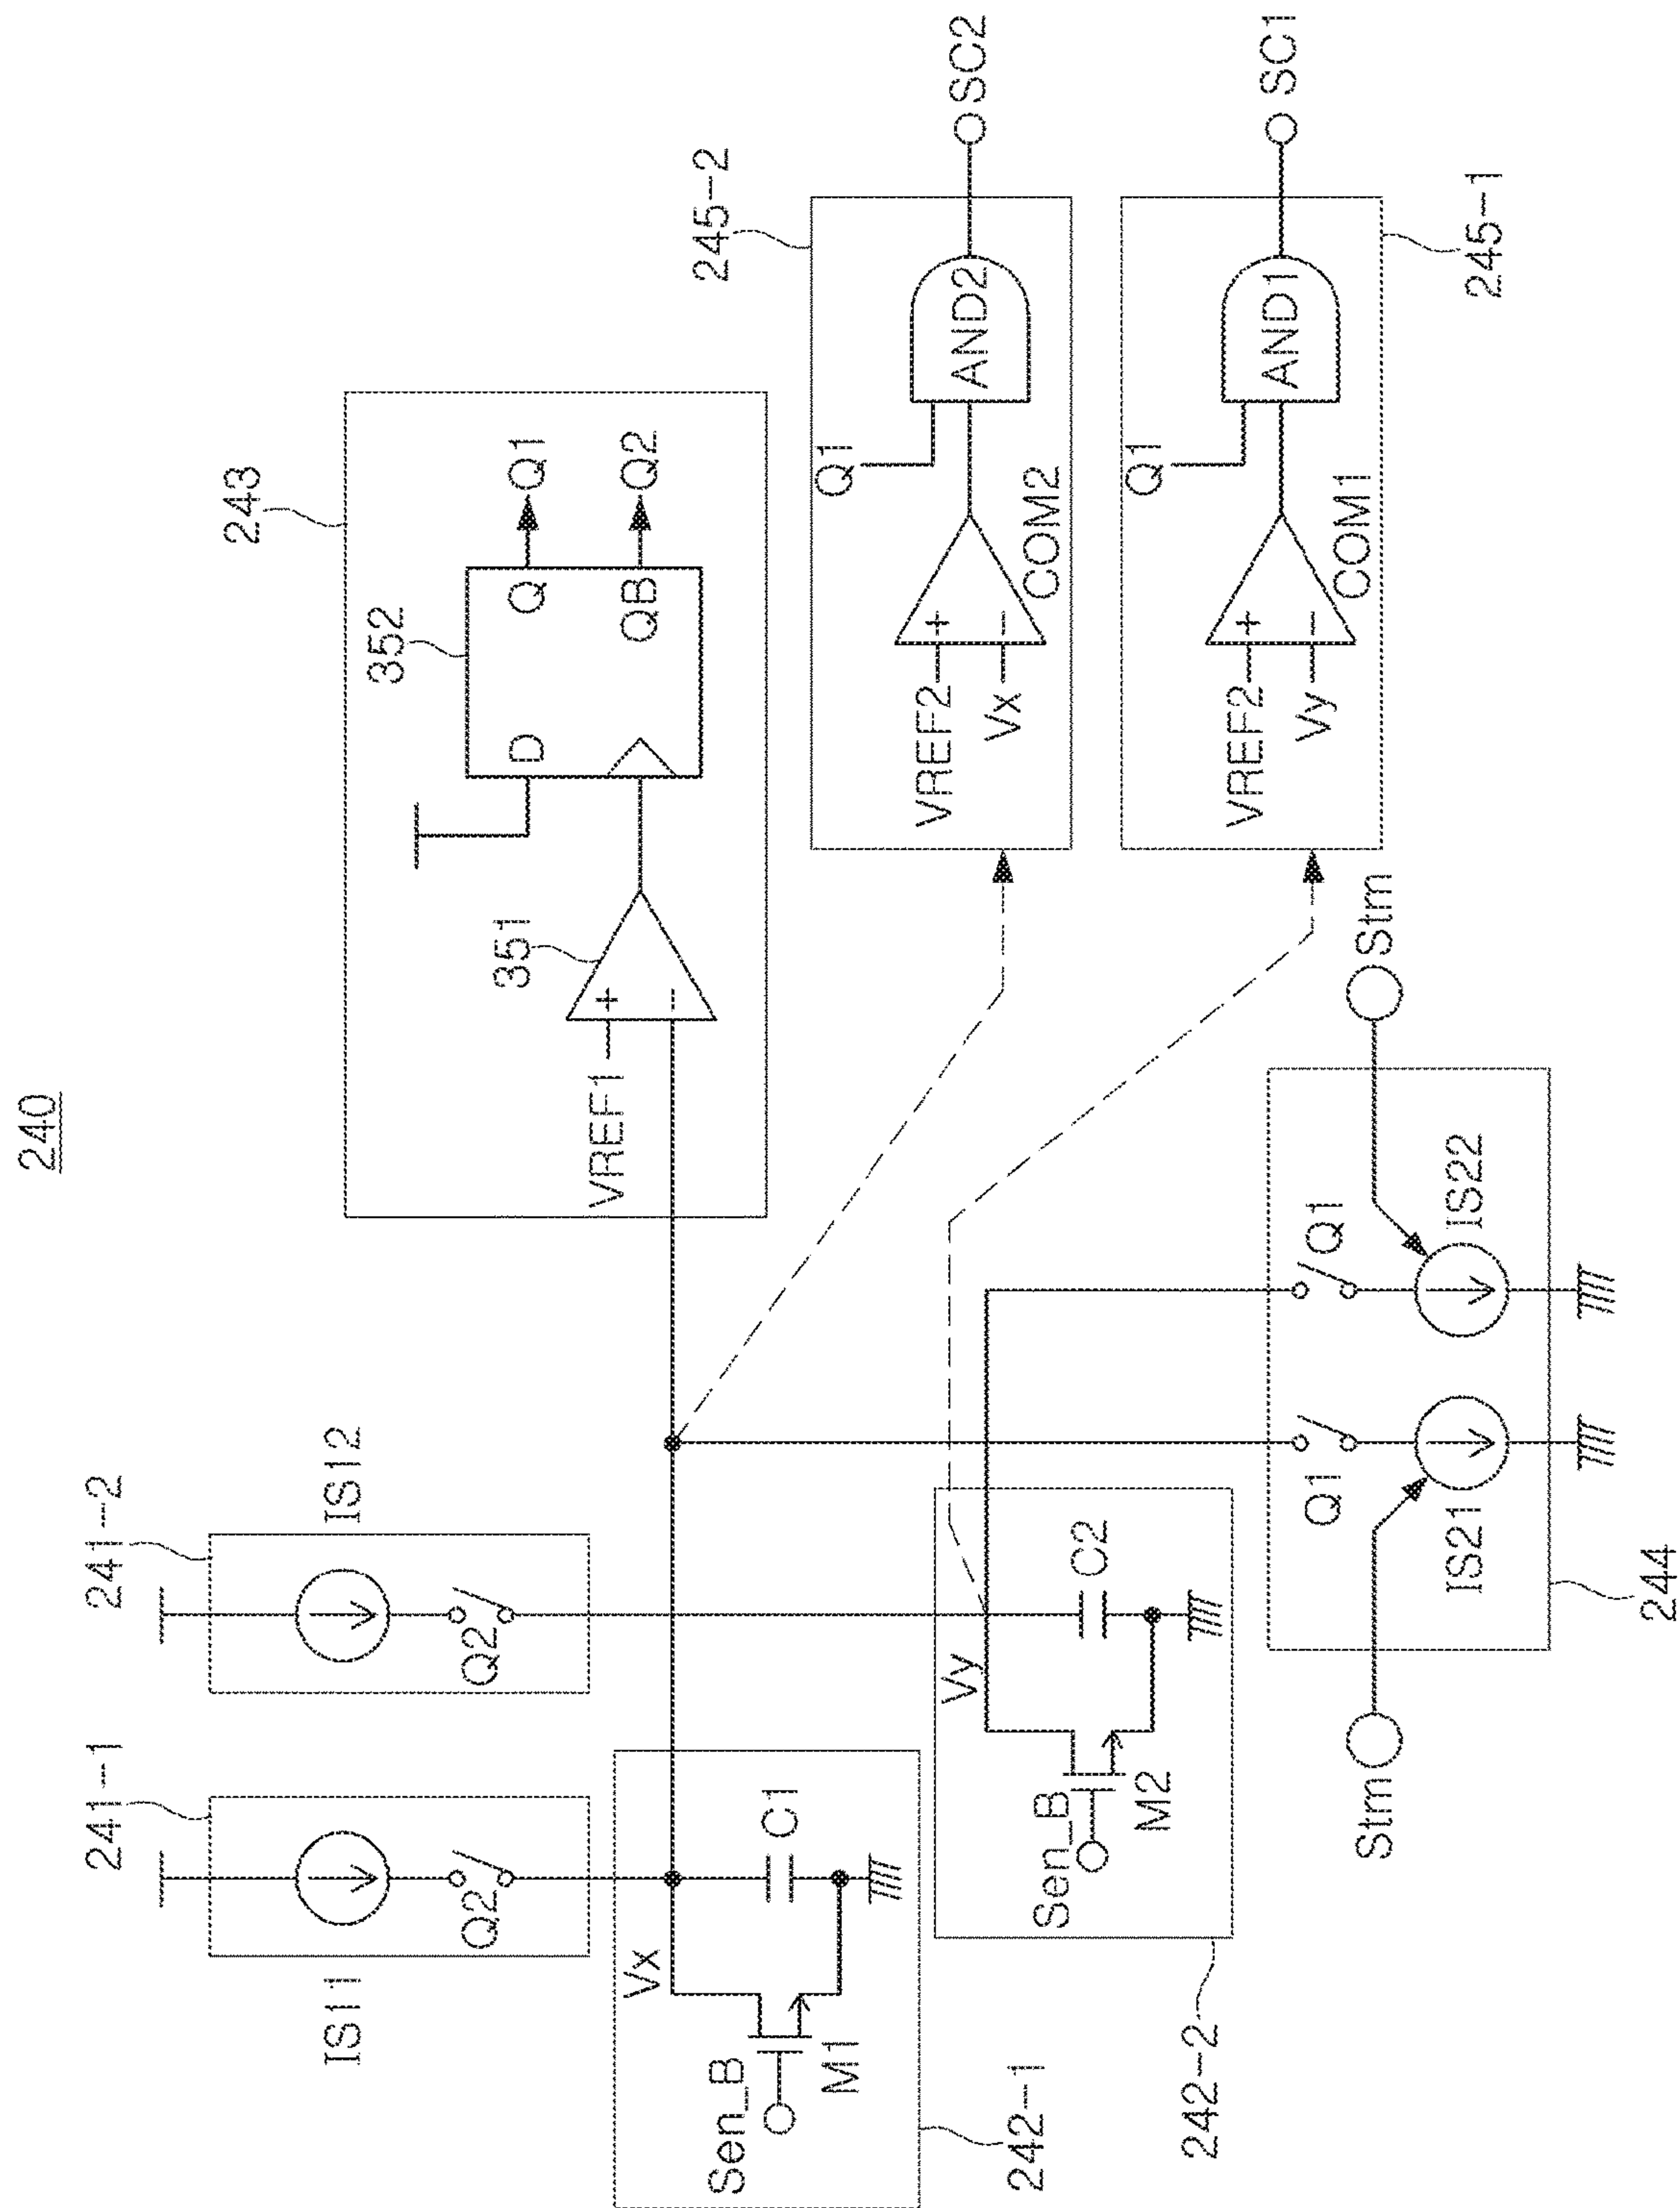 240
241-1
241-2
IS11
IS12
Q2
Q2
243
352
351
VREF1
+
−
D
Q
QB
Q1
Q2
Vx
C1
Sen_B
M1
242-1
Vy
C2
Sen_B
M2
242-2
245-2
Q1
AND2
SC2
VREF2
+
−
Vx
COM2
Q1
AND1
SC1
VREF2
+
−
Vy
COM1
245-1
Q1
Q1
IS21
IS22
Stm
Stm
244